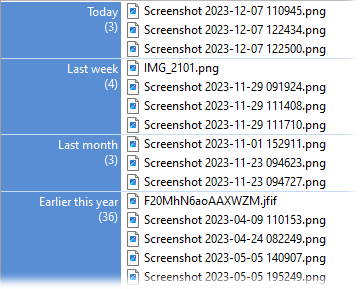 Today
(3)
Screenshot 2023-12-07 110945.png
Screenshot 2023-12-07 122434.png
Screenshot 2023-12-07 122500.png
Last week
(4)
IMG_2101.png
Screenshot 2023-11-29 091924.png
Screenshot 2023-11-29 111408.png
Screenshot 2023-11-29 111710.png
Last month
(3)
Screenshot 2023-11-01 152911.png
Screenshot 2023-11-23 094623.png
Screenshot 2023-11-23 094727.png
Earlier this year
(36)
F20MhN6aoAAXWZM.jfif
Screenshot 2023-04-09 110153.png
Screenshot 2023-04-24 082249.png
Screenshot 2023-05-05 140907.png
Screenshot 2023-05-05 195249.png